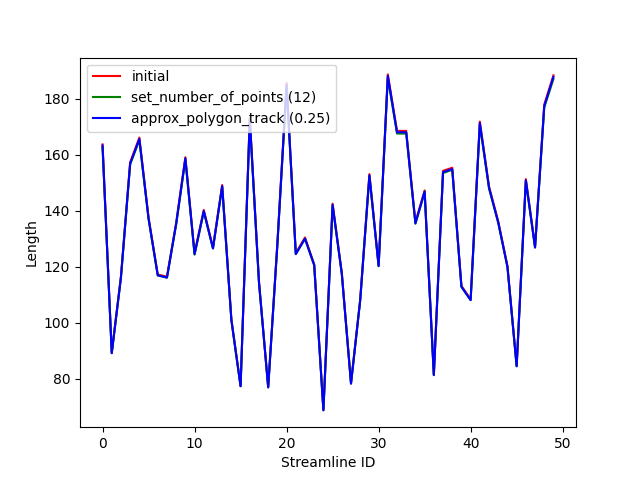 initial
set_number_of_points (12)
approx_polygon_track (0.25)
180
160
140
120
100
80
Length
0 10 20 30 40 50
Streamline ID